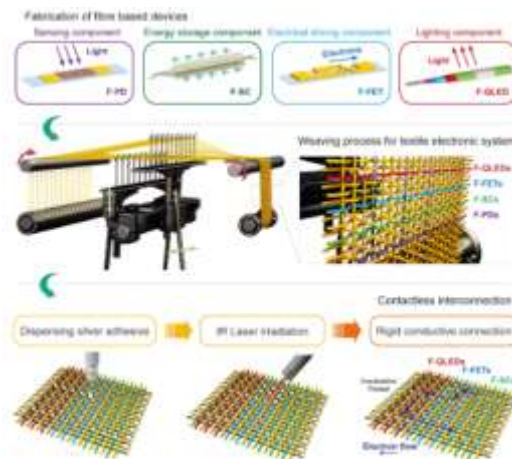 Fabrication of fibre based devices
Sensing component
Energy storage component
Electrical driving component
Lighting component
Light
Electrons
Light
F-PD
F-SC
F-FET
F-QLED
Weaving process for textile electronic system
F-QLEDs
F-FETs
F-SCs
F-PDs
Contactless interconnection
Dispensing silver adhesive
IR Laser irradiation
Rigid conductive connection
F-QLEDs
F-FETs
F-SCs
Electron flow